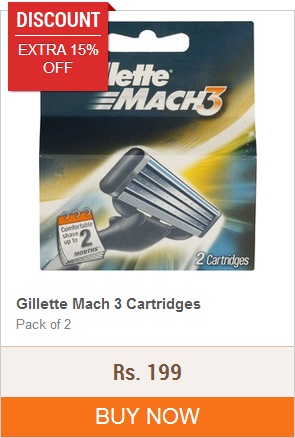 DISCOUNT
EXTRA 15%
OFF
Gillette
MACH3
Comfortable
shave
up to
2
MONTHS*
2 Cartridges
Gillette Mach 3 Cartridges
Pack of 2
Rs. 199
BUY NOW